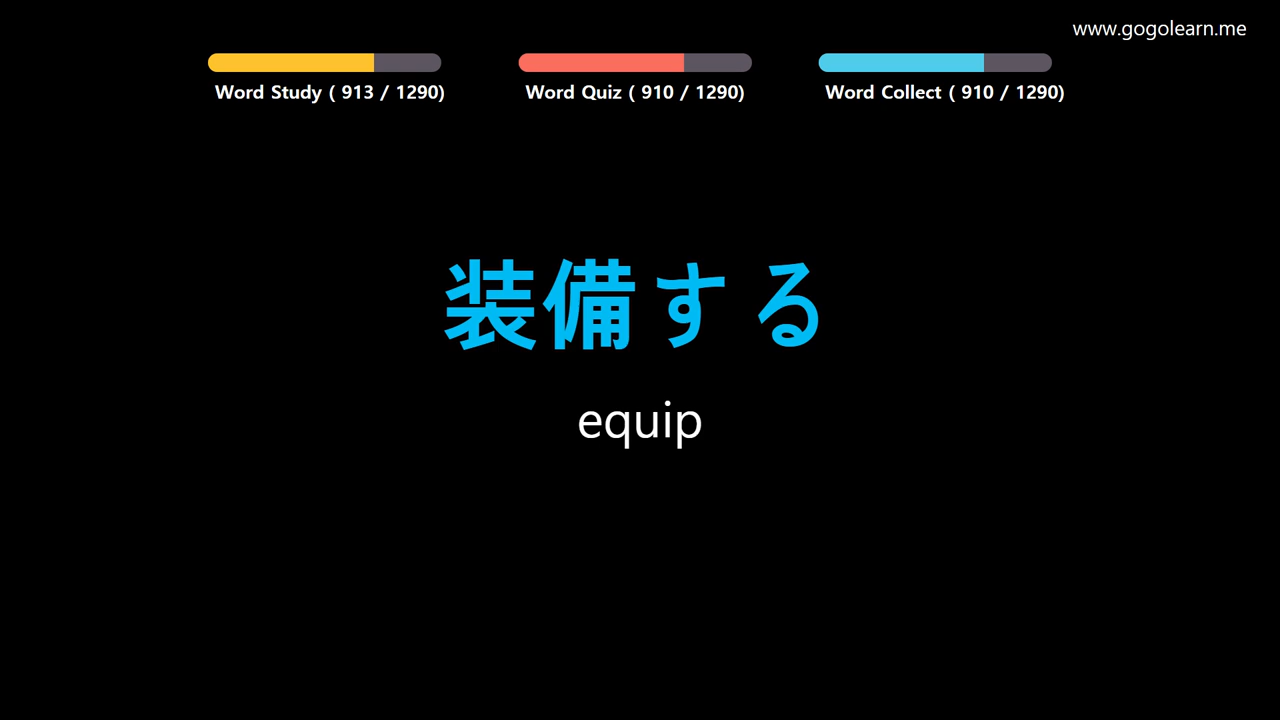 www.gogolearn.me
Word Study ( 913 / 1290)
Word Quiz ( 910 / 1290)
Word Collect ( 910 / 1290)
装備する
equip